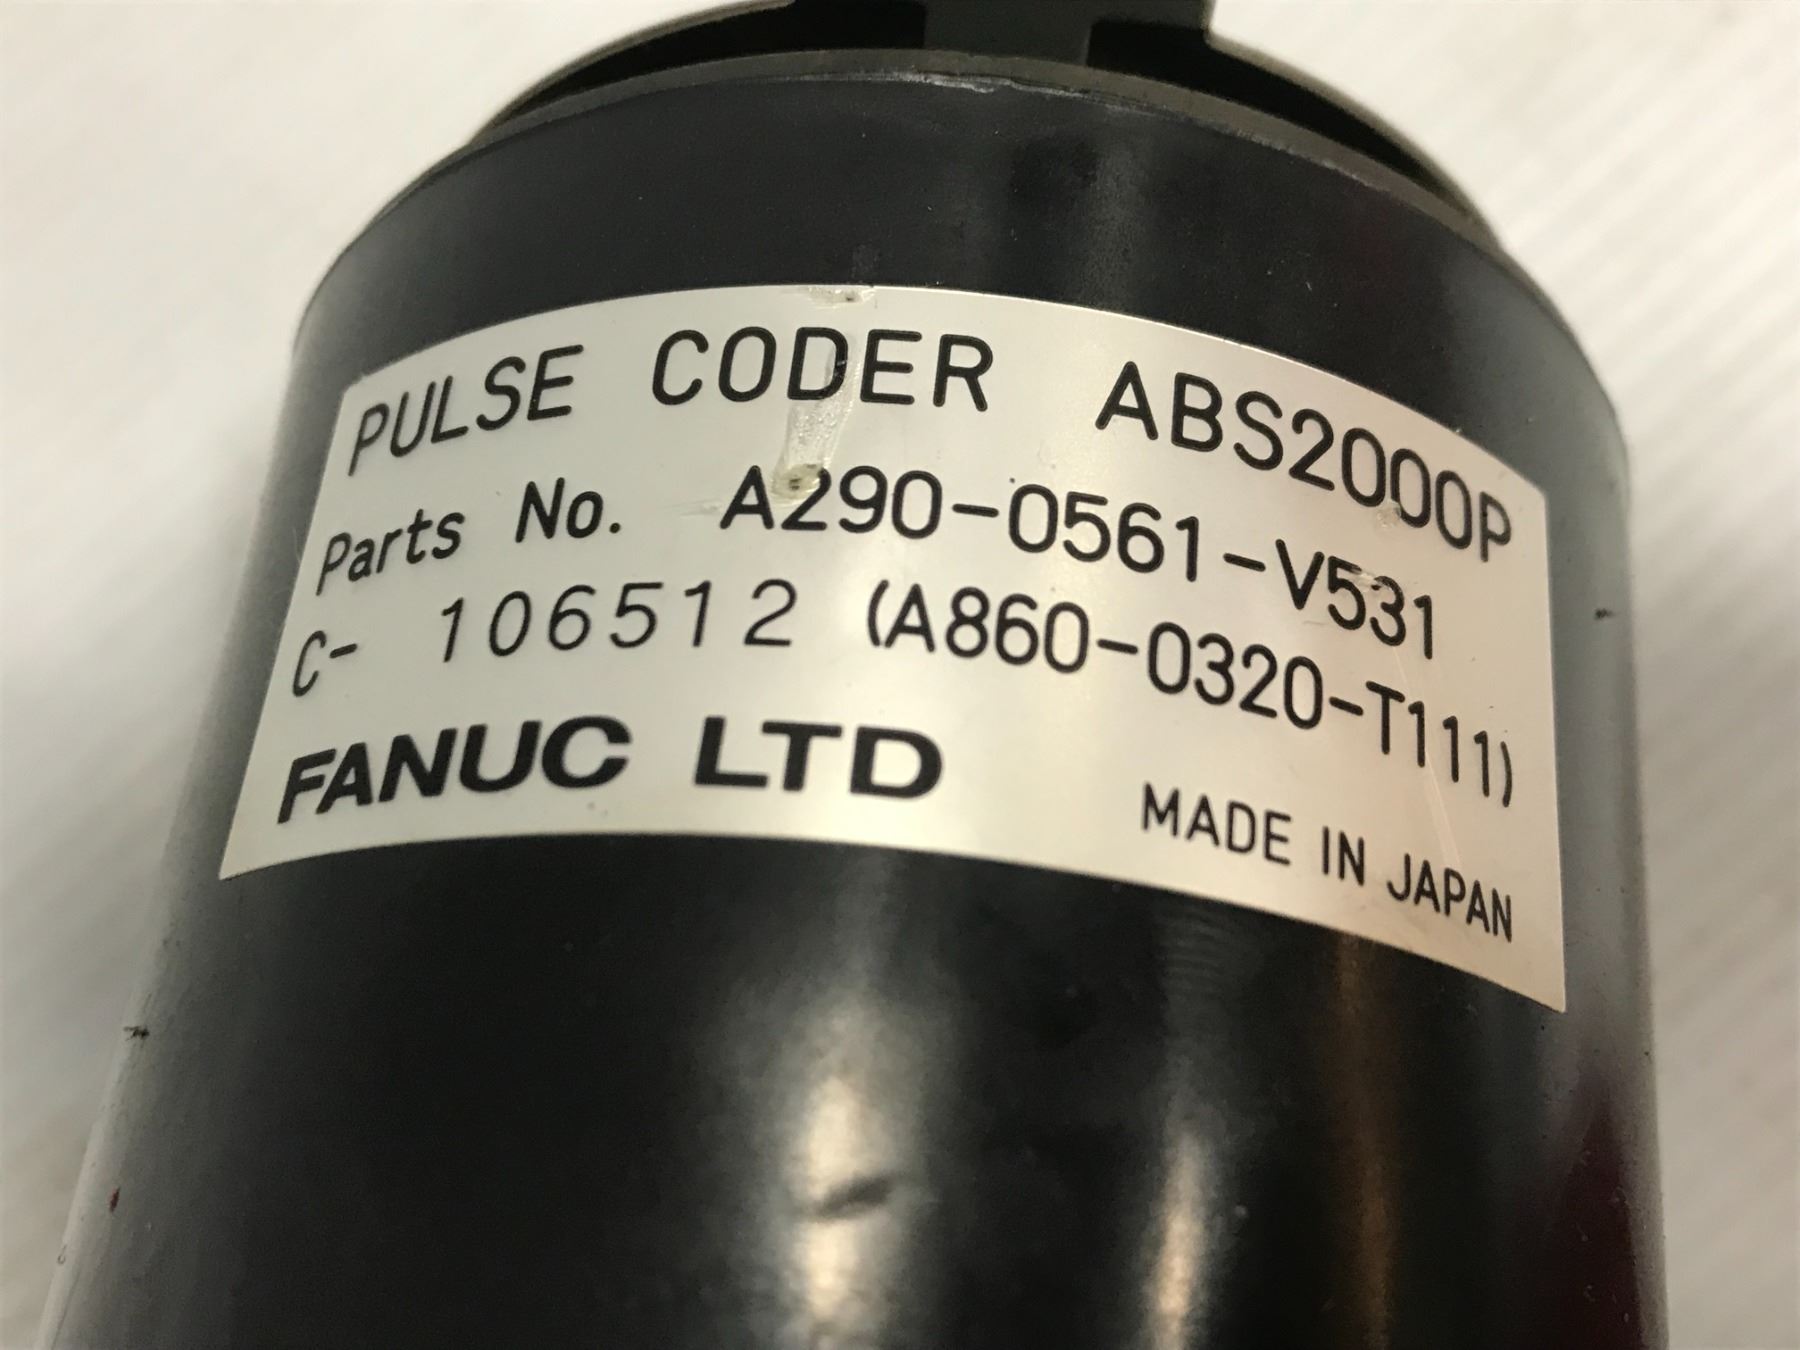 PULSE CODER ABS2000P
Parts No. A290-0561-V531
C- 106512 (A860-0320-T111)
FANUC LTD
MADE IN JAPAN